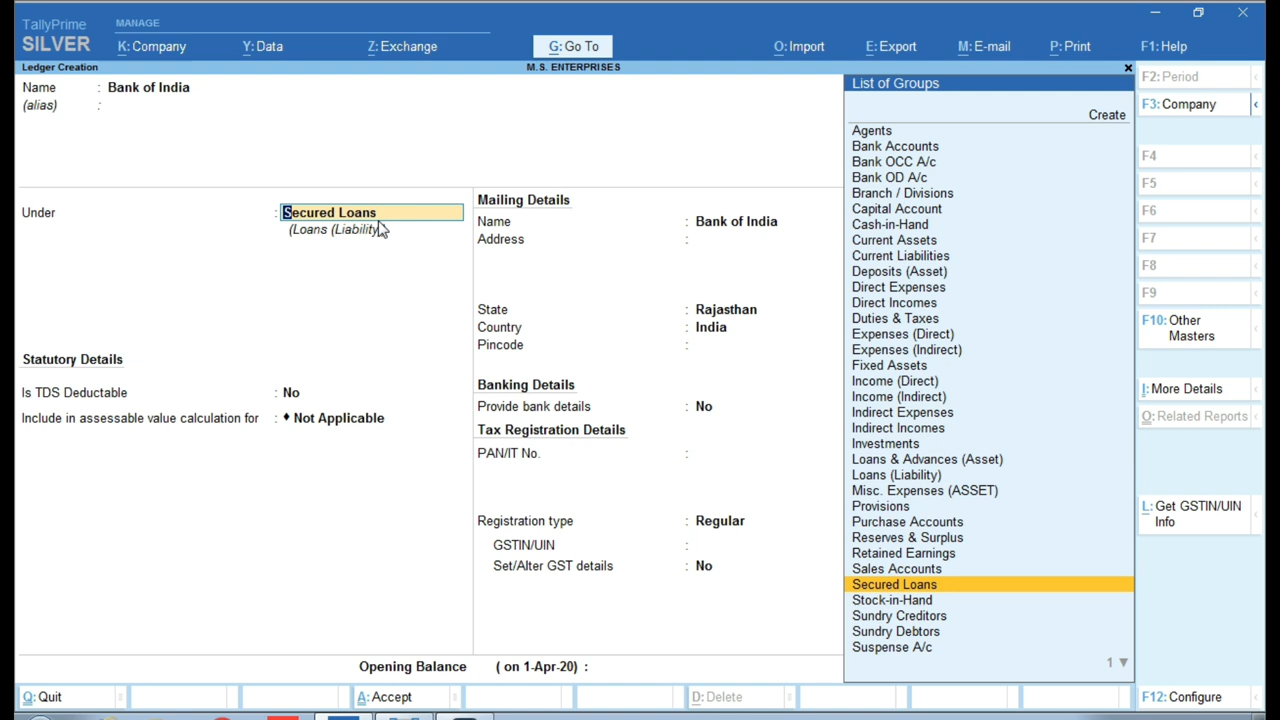 TallyPrime
MANAGE
SILVER
K: Company
Y: Data
Z: Exchange
G: Go To
O: Import
E: Export
M: E-mail
P: Print
F1: Help
Ledger Creation
M.S. ENTERPRISES
Name : Bank of India
(alias) :
Under : Secured Loans
(Loans (Liability
Statutory Details
Is TDS Deductable : No
Include in assessable value calculation for : ♦ Not Applicable
Mailing Details
Name : Bank of India
Address :
State : Rajasthan
Country : India
Pincode :
Banking Details
Provide bank details : No
Tax Registration Details
PAN/IT No. :
Registration type : Regular
GSTIN/UIN :
Set/Alter GST details : No
Opening Balance ( on 1-Apr-20) :
List of Groups
Create
Agents
Bank Accounts
Bank OCC A/c
Bank OD A/c
Branch / Divisions
Capital Account
Cash-in-Hand
Current Assets
Current Liabilities
Deposits (Asset)
Direct Expenses
Direct Incomes
Duties & Taxes
Expenses (Direct)
Expenses (Indirect)
Fixed Assets
Income (Direct)
Income (Indirect)
Indirect Expenses
Indirect Incomes
Investments
Loans & Advances (Asset)
Loans (Liability)
Misc. Expenses (ASSET)
Provisions
Purchase Accounts
Reserves & Surplus
Retained Earnings
Sales Accounts
Secured Loans
Stock-in-Hand
Sundry Creditors
Sundry Debtors
Suspense A/c
1 ▼
F2: Period
F3: Company
F4
F5
F6
F7
F8
F9
F10: Other
Masters
I: More Details
O: Related Reports
L: Get GSTIN/UIN
Info
F12: Configure
Q: Quit
A: Accept
D: Delete